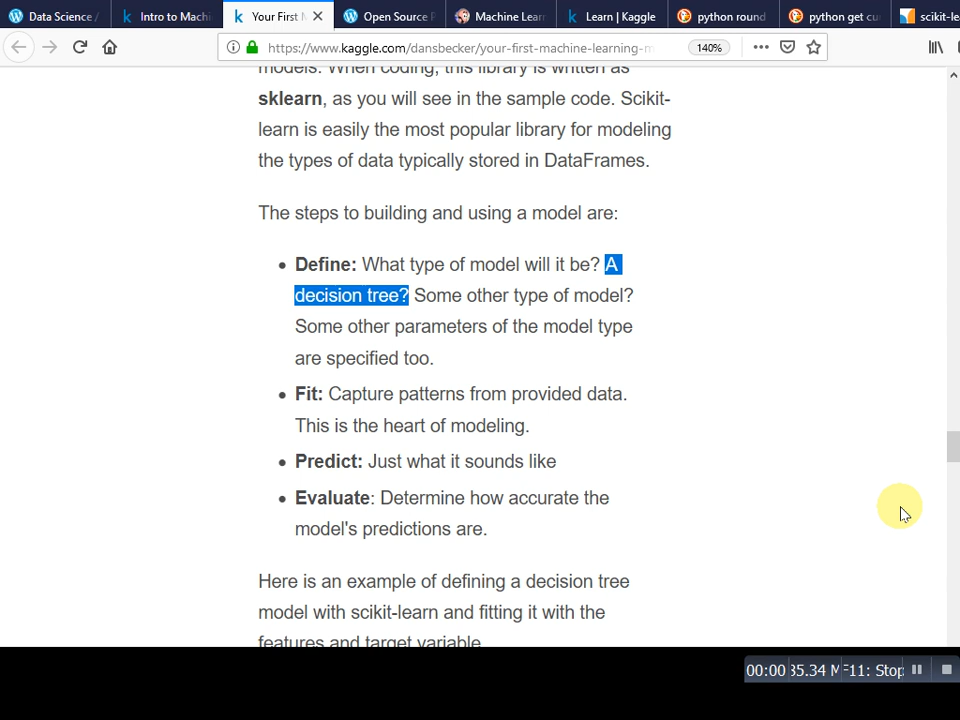 Data Science /
Intro to Machi
Your First M
Open Source P
Machine Learn
Learn | Kaggle
python round
python get cu
scikit-le
https://www.kaggle.com/dansbecker/your-first-machine-learning-m
140%
models. When coding, this library is written as
sklearn, as you will see in the sample code. Scikit-
learn is easily the most popular library for modeling
the types of data typically stored in DataFrames.
The steps to building and using a model are:
Define: What type of model will it be? A
decision tree? Some other type of model?
Some other parameters of the model type
are specified too.
Fit: Capture patterns from provided data.
This is the heart of modeling.
Predict: Just what it sounds like
Evaluate: Determine how accurate the
model's predictions are.
Here is an example of defining a decision tree
model with scikit-learn and fitting it with the
features and target variable.
00:00 35.34 M F11: Stop